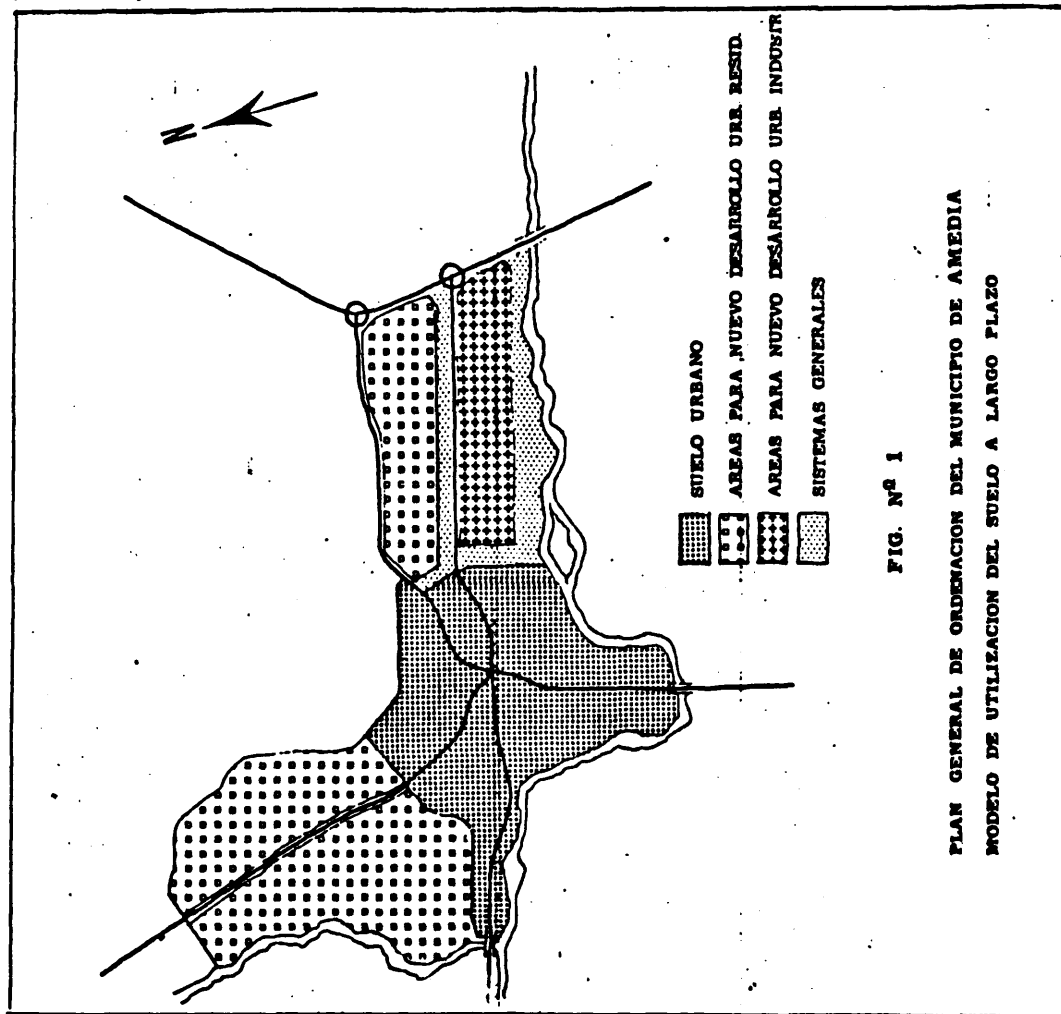 N
SUELO URBANO
AREAS PARA NUEVO DESARROLLO URB. RESID.
AREAS PARA NUEVO DESARROLLO URB. INDUSTR
SISTEMAS GENERALES
FIG. Nº 1
PLAN GENERAL DE ORDENACION DEL MUNICIPIO DE AMEDIA
MODELO DE UTILIZACION DEL SUELO A LARGO PLAZO